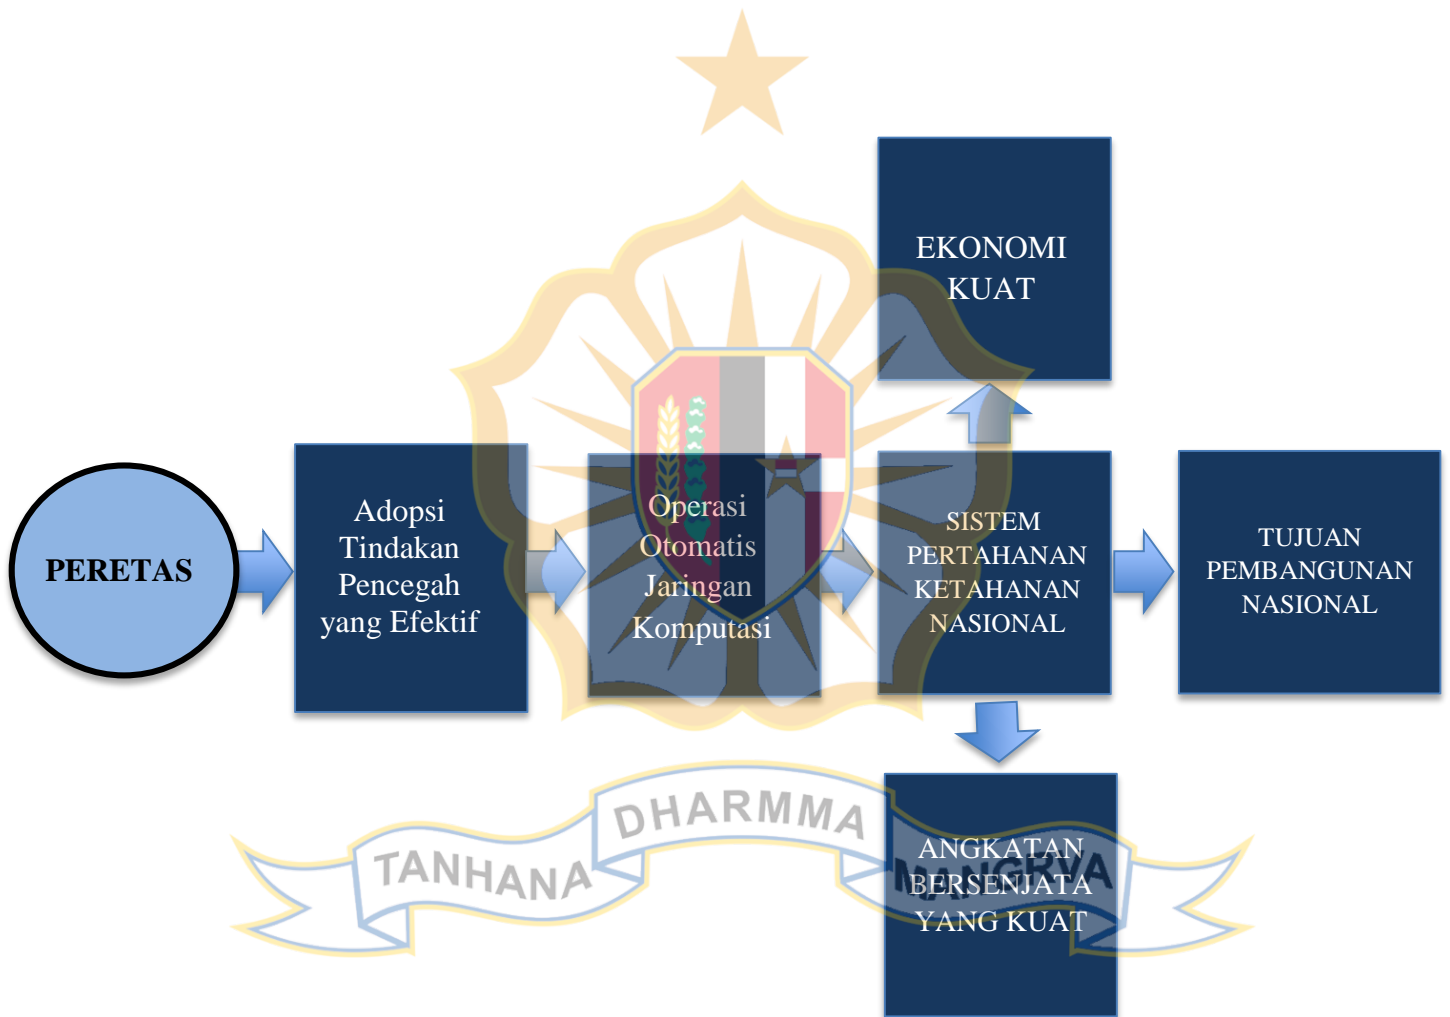 EKONOMI
KUAT
PERETAS
Adopsi
Tindakan
Pencegah
yang Efektif
Operasi
Otomatis
Jaringan
Komputasi
SISTEM
PERTAHANAN
KETAHANAN
NASIONAL
TUJUAN
PEMBANGUNAN
NASIONAL
ANGKATAN
BERSENJATA
YANG KUAT
TANHANA DHARMMA MANGRVA